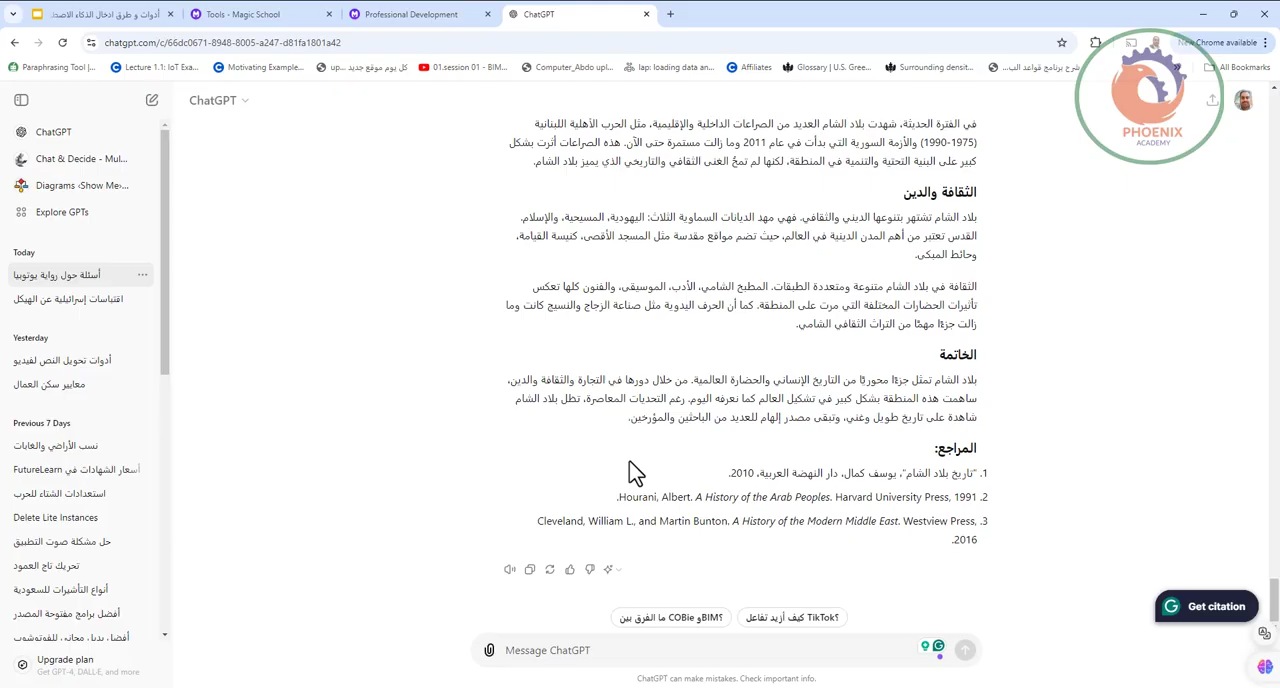 أدوات و طرق ادخال الذكاء الاصط
Tools - Magic School
Professional Development
ChatGPT
chatgpt.com/c/66dc0671-8948-8005-a247-d81fa1801a42
New Chrome available
Paraphrasing Tool |...
Lecture 1.1: IoT Exa...
Motivating Example...
كل يوم موقع جديد ...up
01.session 01 - BIM...
Computer_Abdo upl...
lap: loading data an...
Affiliates
Glossary | U.S. Gree...
Surrounding densit...
شرح برنامج قواعد الب...
All Bookmarks
PHOENIX
ACADEMY
ChatGPT
ChatGPT
Chat & Decide - Mul...
Diagrams ‹Show Me›...
Explore GPTs
Today
أسئلة حول رواية يوتوبيا
اقتباسات إسرائيلية عن الهيكل
Yesterday
أدوات تحويل النص لفيديو
معايير سكن العمال
Previous 7 Days
نسب الأراضي والغابات
أسعار الشهادات في FutureLearn
استعدادات الشتاء للحرب
Delete Lite Instances
حل مشكلة صوت التطبيق
تحريك تاج العمود
أنواع التأشيرات للسعودية
أفضل برامج مفتوحة المصدر
أفضل بديل مجاني للفوتوشوب
Upgrade plan
Get GPT-4, DALL·E, and more
في الفترة الحديثة، شهدت بلاد الشام العديد من الصراعات الداخلية والإقليمية، مثل الحرب الأهلية اللبنانية
(1975-1990) والأزمة السورية التي بدأت في عام 2011 وما زالت مستمرة حتى الآن. هذه الصراعات أثرت بشكل
كبير على البنية التحتية والتنمية في المنطقة، لكنها لم تمحُ الغنى الثقافي والتاريخي الذي يميز بلاد الشام.
الثقافة والدين
بلاد الشام تشتهر بتنوعها الديني والثقافي. فهي مهد الديانات السماوية الثلاث: اليهودية، المسيحية، والإسلام.
القدس تعتبر من أهم المدن الدينية في العالم، حيث تضم مواقع مقدسة مثل المسجد الأقصى، كنيسة القيامة،
وحائط المبكى.
الثقافة في بلاد الشام متنوعة ومتعددة الطبقات. المطبخ الشامي، الأدب، الموسيقى، والفنون كلها تعكس
تأثيرات الحضارات المختلفة التي مرت على المنطقة. كما أن الحرف اليدوية مثل صناعة الزجاج والنسيج كانت وما
زالت جزءًا مهمًا من التراث الثقافي الشامي.
الخاتمة
بلاد الشام تمثل جزءًا محوريًا من التاريخ الإنساني والحضارة العالمية. من خلال دورها في التجارة والثقافة والدين،
ساهمت هذه المنطقة بشكل كبير في تشكيل العالم كما نعرفه اليوم. رغم التحديات المعاصرة، تظل بلاد الشام
شاهدة على تاريخ طويل وغني، وتبقى مصدر إلهام للعديد من الباحثين والمؤرخين.
المراجع:
1. "تاريخ بلاد الشام"، يوسف كمال، دار النهضة العربية، 2010.
2. Hourani, Albert. A History of the Arab Peoples. Harvard University Press, 1991.
3. Cleveland, William L., and Martin Bunton. A History of the Modern Middle East. Westview Press,
2016.
Get citation
كيف أزيد تفاعل TikTok؟
ما الفرق بين COBie وBIM؟
Message ChatGPT
ChatGPT can make mistakes. Check important info.